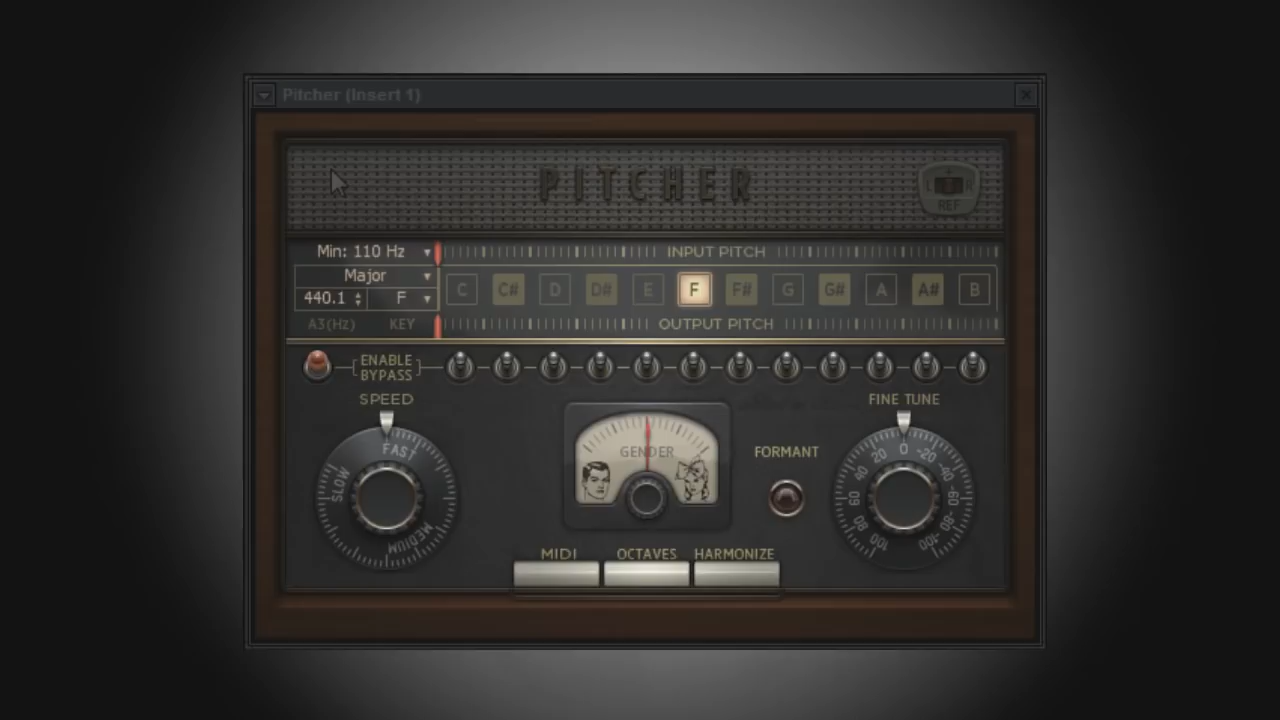 Pitcher (Insert 1)
PITCHER
L R
REF
Min: 110 Hz
INPUT PITCH
Major
440.1 F
C C# D D# E F F# G G# A A# B
A3(Hz) KEY
OUTPUT PITCH
ENABLE
BYPASS
SPEED
FINE TUNE
FAST
SLOW
MEDIUM
GENDER
FORMANT
100 80 60 40 20 0 -20 -40 -60 -80 -100
MIDI OCTAVES HARMONIZE